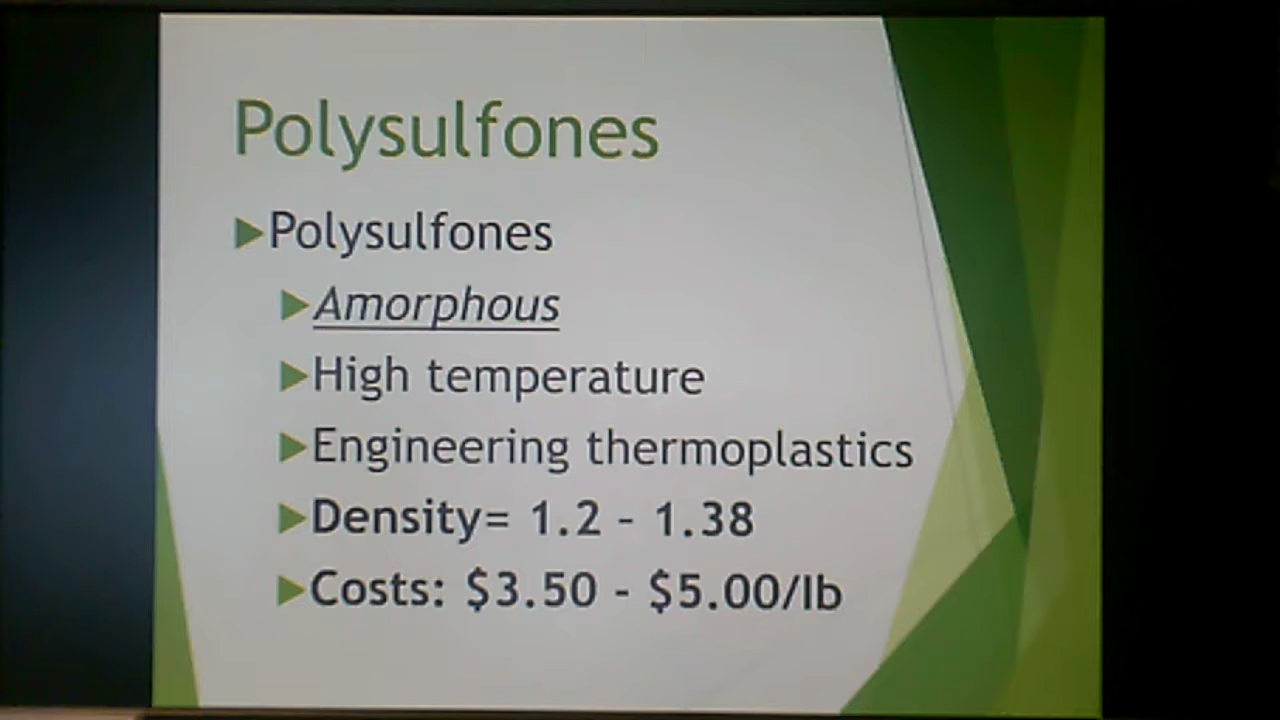 Polysulfones
Polysulfones
Amorphous
High temperature
Engineering thermoplastics
Density= 1.2 – 1.38
Costs: $3.50 - $5.00/lb